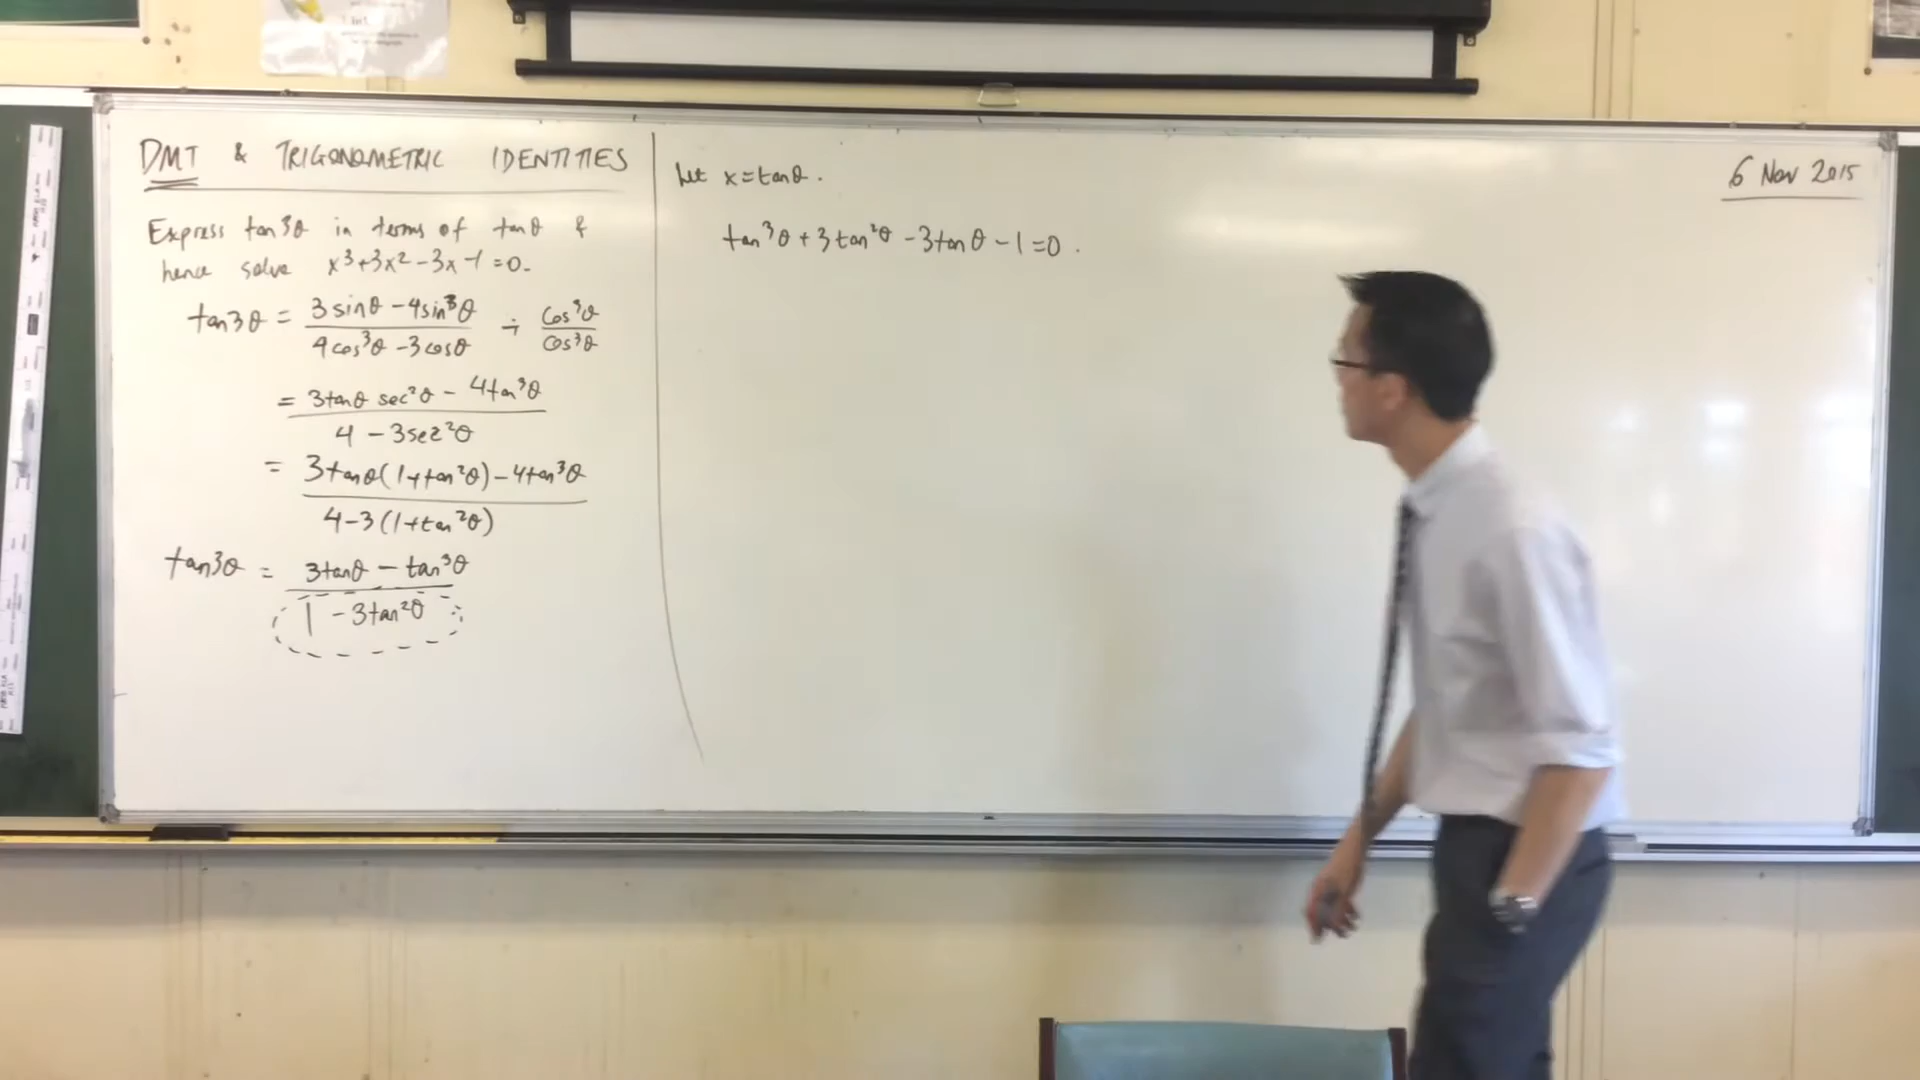 DMT & TRIGONOMETRIC IDENTITIES
Express tan3θ in terms of tanθ &
hence solve x³+3x²-3x-1=0.
tan3θ = (3sinθ - 4sin³θ)/(4cos³θ - 3cosθ) ÷ cos³θ/cos³θ
= (3tanθ sec²θ - 4tan³θ)/(4 - 3sec²θ)
= (3tanθ(1+tan²θ) - 4tan³θ)/(4-3(1+tan²θ))
tan3θ = (3tanθ - tan³θ)/(1 - 3tan²θ)
Let x=tanθ.
tan³θ + 3tan²θ - 3tanθ - 1 = 0.
6 Nov 2015